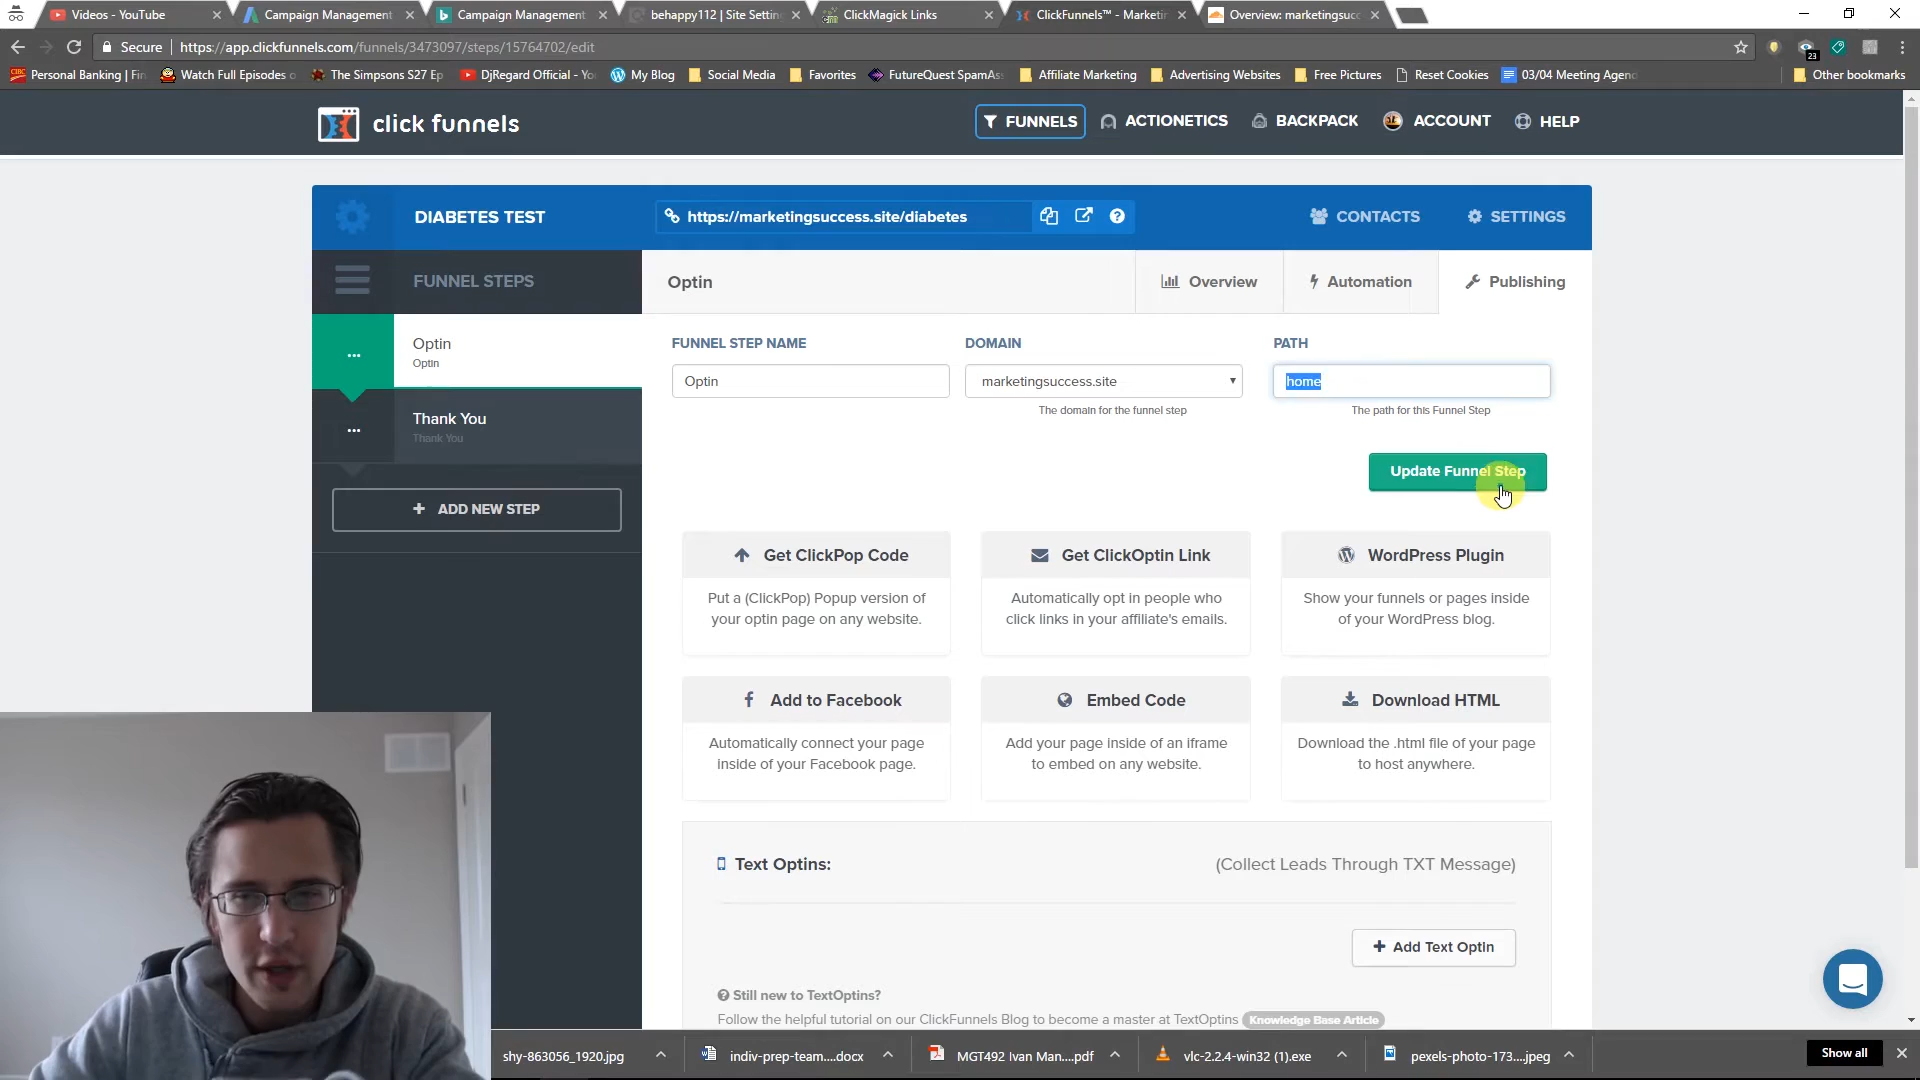 Videos - YouTube
Campaign Management
Campaign Management
behappy112 | Site Settin
ClickMagick Links
ClickFunnels™ - Marketin
Overview: marketingsucc
Secure
https://app.clickfunnels.com/funnels/3473097/steps/15764702/edit
23
CIBC
Personal Banking | Fin
Watch Full Episodes o
The Simpsons S27 Ep
DjRegard Official - Yo
My Blog
Social Media
Favorites
FutureQuest SpamAs
Affiliate Marketing
Advertising Websites
Free Pictures
Reset Cookies
03/04 Meeting Agen
Other bookmarks
click funnels
FUNNELS
ACTIONETICS
BACKPACK
ACCOUNT
HELP
DIABETES TEST
https://marketingsuccess.site/diabetes
CONTACTS
SETTINGS
FUNNEL STEPS
Optin
Overview
Automation
Publishing
Optin
Optin
Thank You
Thank You
+ ADD NEW STEP
FUNNEL STEP NAME
DOMAIN
PATH
Optin
marketingsuccess.site
home
The domain for the funnel step
The path for this Funnel Step
Update Funnel Step
Get ClickPop Code
Put a (ClickPop) Popup version of
your optin page on any website.
Get ClickOptin Link
Automatically opt in people who
click links in your affiliate's emails.
WordPress Plugin
Show your funnels or pages inside
of your WordPress blog.
Add to Facebook
Automatically connect your page
inside of your Facebook page.
Embed Code
Add your page inside of an iframe
to embed on any website.
Download HTML
Download the .html file of your page
to host anywhere.
Text Optins:
(Collect Leads Through TXT Message)
+ Add Text Optin
Still new to TextOptins?
Follow the helpful tutorial on our ClickFunnels Blog to become a master at TextOptins
Knowledge Base Article
shy-863056_1920.jpg
indiv-prep-team....docx
MGT492 Ivan Man....pdf
vlc-2.2.4-win32 (1).exe
pexels-photo-173....jpeg
Show all